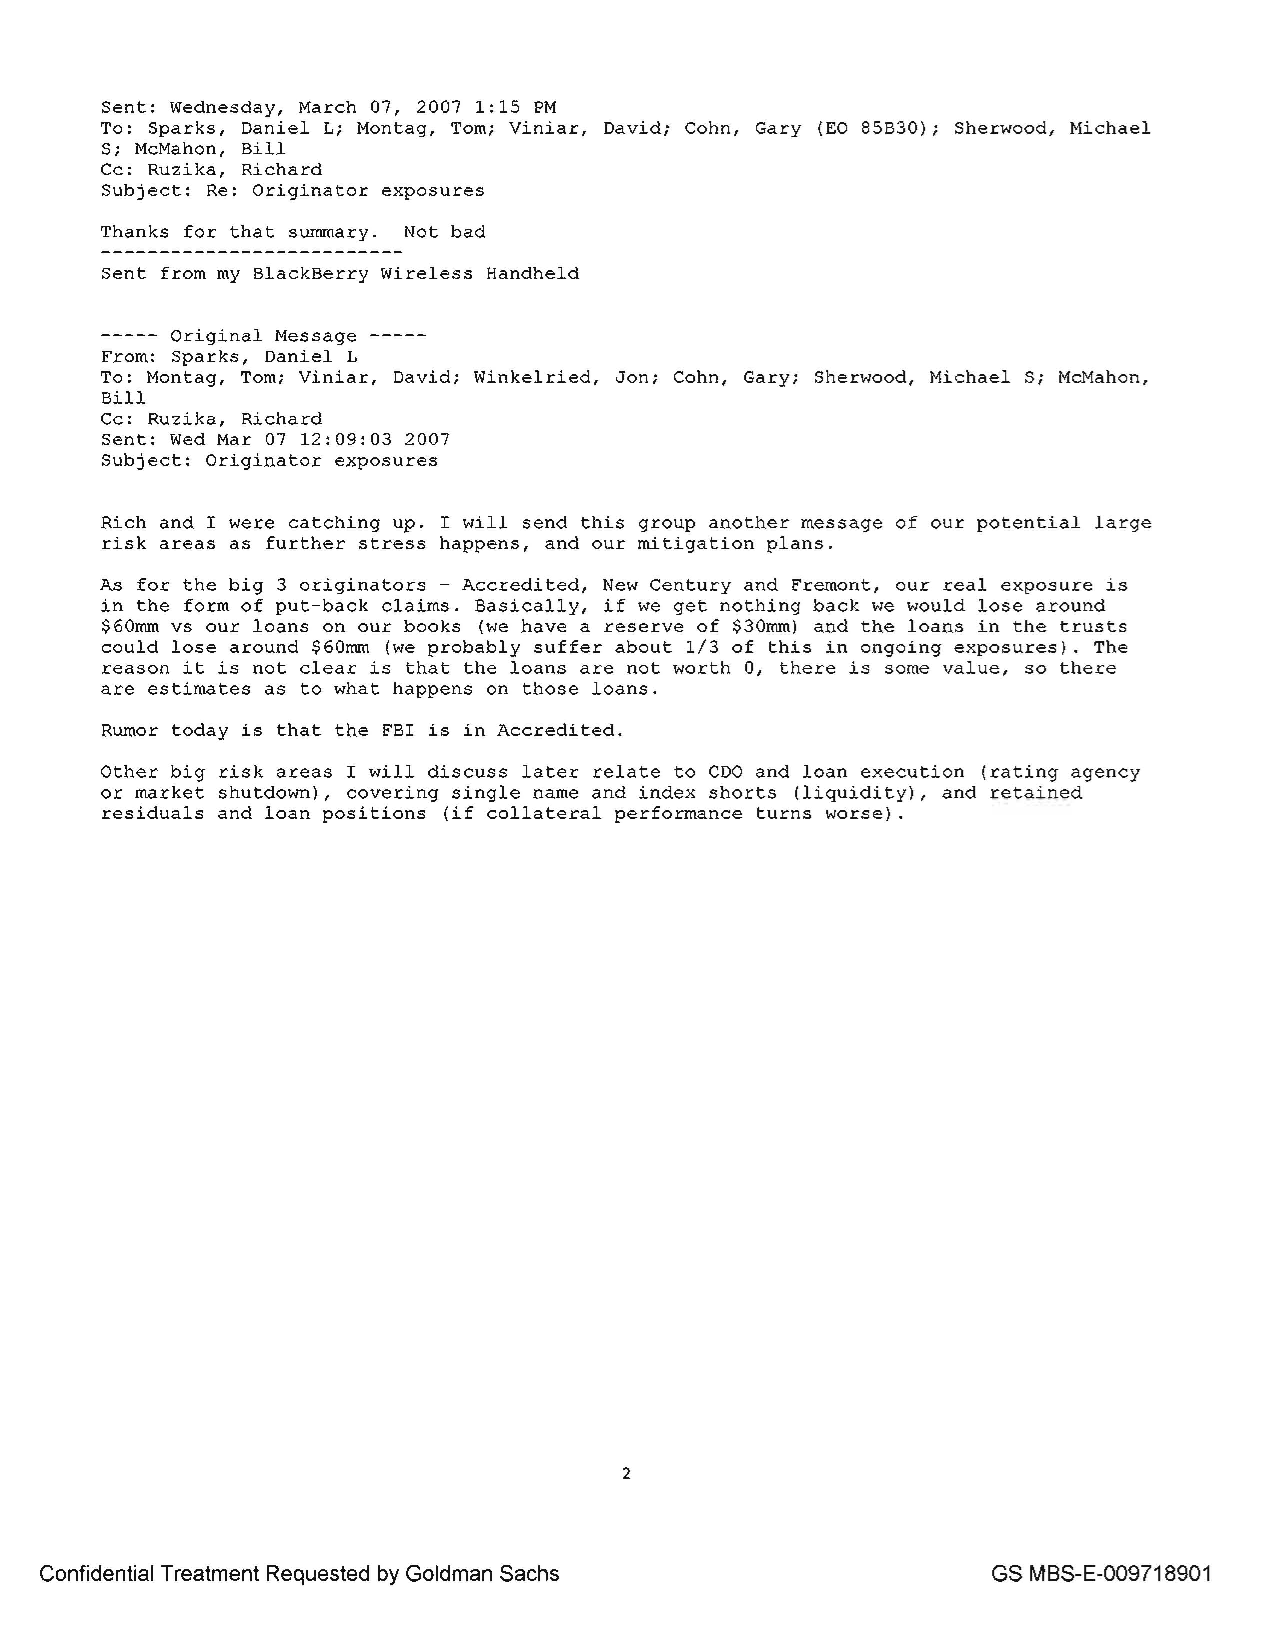 Sent: Wednesday, March 07, 2007 1:15 PM
To: Sparks, Daniel L; Montag, Tom; Viniar, David; Cohn, Gary (EO 85B30); Sherwood, Michael
S; McMahon, Bill
Cc: Ruzika, Richard
Subject: Re: Originator exposures
Thanks for that summary.  Not bad
--------------------------
Sent from my BlackBerry Wireless Handheld
----- Original Message -----
From: Sparks, Daniel L
To: Montag, Tom; Viniar, David; Winkelried, Jon; Cohn, Gary; Sherwood, Michael S; McMahon,
Bill
Cc: Ruzika, Richard
Sent: Wed Mar 07 12:09:03 2007
Subject: Originator exposures
Rich and I were catching up. I will send this group another message of our potential large
risk areas as further stress happens, and our mitigation plans.
As for the big 3 originators - Accredited, New Century and Fremont, our real exposure is
in the form of put-back claims. Basically, if we get nothing back we would lose around
$60mm vs our loans on our books (we have a reserve of $30mm) and the loans in the trusts
could lose around $60mm (we probably suffer about 1/3 of this in ongoing exposures). The
reason it is not clear is that the loans are not worth 0, there is some value, so there
are estimates as to what happens on those loans.
Rumor today is that the FBI is in Accredited.
Other big risk areas I will discuss later relate to CDO and loan execution (rating agency
or market shutdown), covering single name and index shorts (liquidity), and retained
residuals and loan positions (if collateral performance turns worse).
2
Confidential Treatment Requested by Goldman Sachs
GS MBS-E-009718901